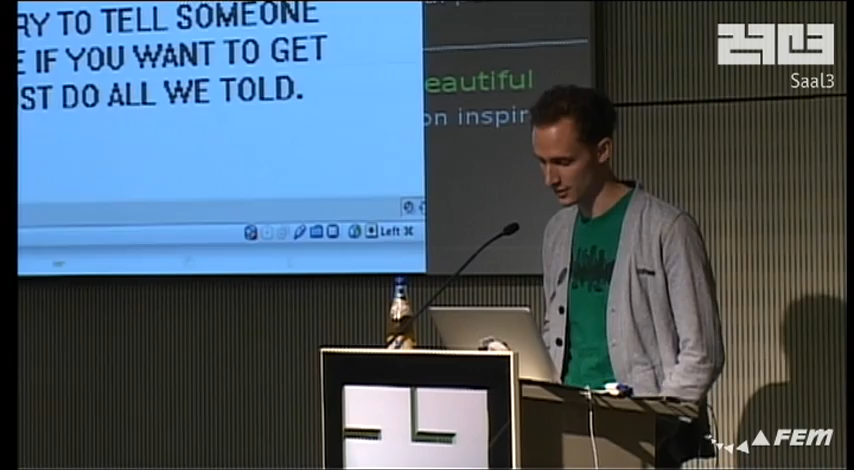 RY TO TELL SOMEONE
E IF YOU WANT TO GET
ST DO ALL WE TOLD.
Left ⌘
eautiful
on inspir
29C3
Saal3
FEM